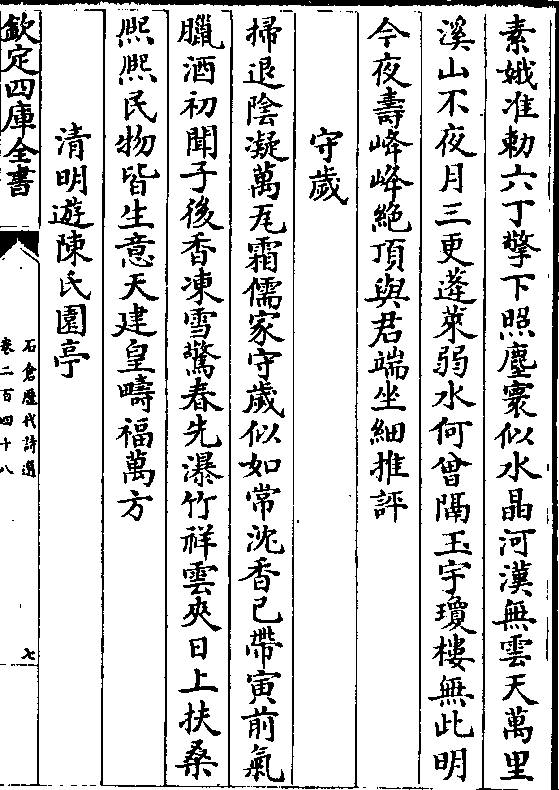 素娥准勅六丁擎下照塵寰似水晶河漢無雲天萬里
溪山不夜月三更蓬萊弱水何曾隔玉宇瓊樓無此明
今夜壽峰峰絶頂與君端坐細推評
守歲
掃退陰凝萬瓦霜儒家守歲似如常沈香已帶寅前氣
臘酒初聞子後香凍雪驚春先瀑竹祥雲夾日上扶桑
熙熙民物皆生意天建皇疇福萬方
清明遊陳氏園亭
欽定四庫全書
石倉歷代詩選
卷二百四十八
七